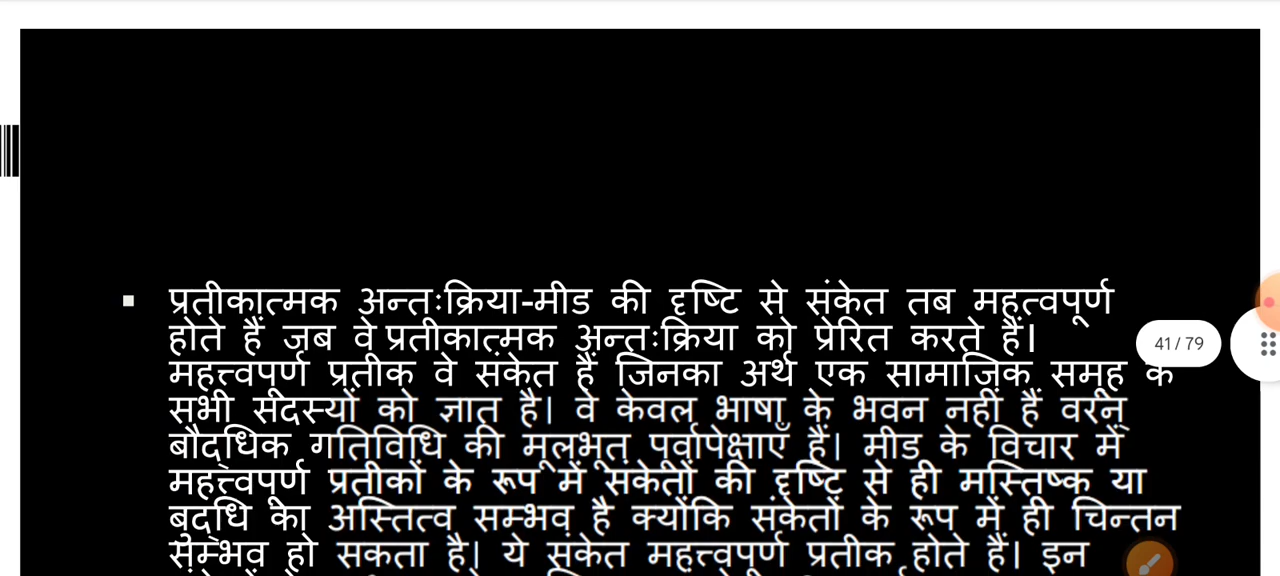 प्रतीकात्मक अन्तःक्रिया-मीड की दृष्टि से संकेत तब महत्वपूर्ण
होते हैं जब वे प्रतीकात्मक अन्तःक्रिया को प्रेरित करते हैं।
महत्त्वपूर्ण प्रतीक वे संकेत हैं जिनका अर्थ एक सामाजिक समूह के
सभी सदस्यों को ज्ञात है। वे केवल भाषा के भवन नहीं हैं वरन्
बौद्धिक गतिविधि की मूलभूत पूर्वापेक्षाएँ हैं। मीड के विचार में
महत्त्वपूर्ण प्रतीकों के रूप में संकेतों की दृष्टि से ही मस्तिष्क या
बुद्धि का अस्तित्व सम्भव है क्योंकि संकेतों के रूप में ही चिन्तन
सम्भव हो सकता है। ये संकेत महत्त्वपूर्ण प्रतीक होते हैं। इन
41 / 79